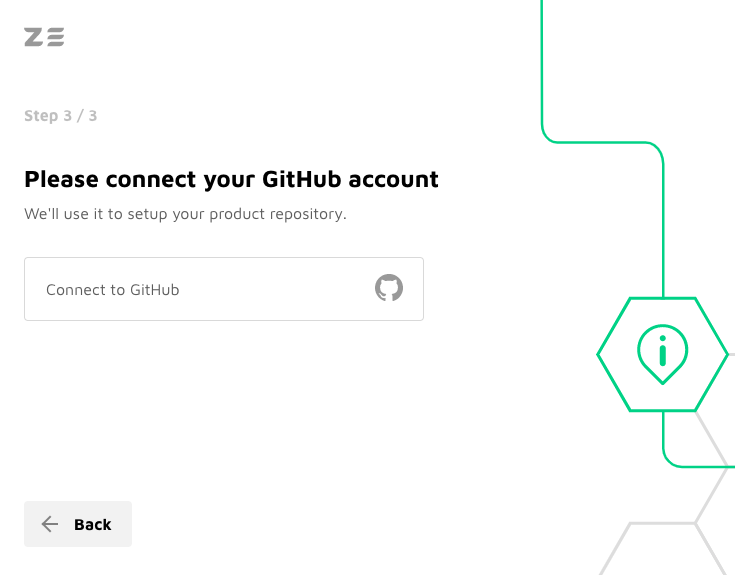 ZE
Step 3 / 3
Please connect your GitHub account
We'll use it to setup your product repository.
Connect to GitHub
Back